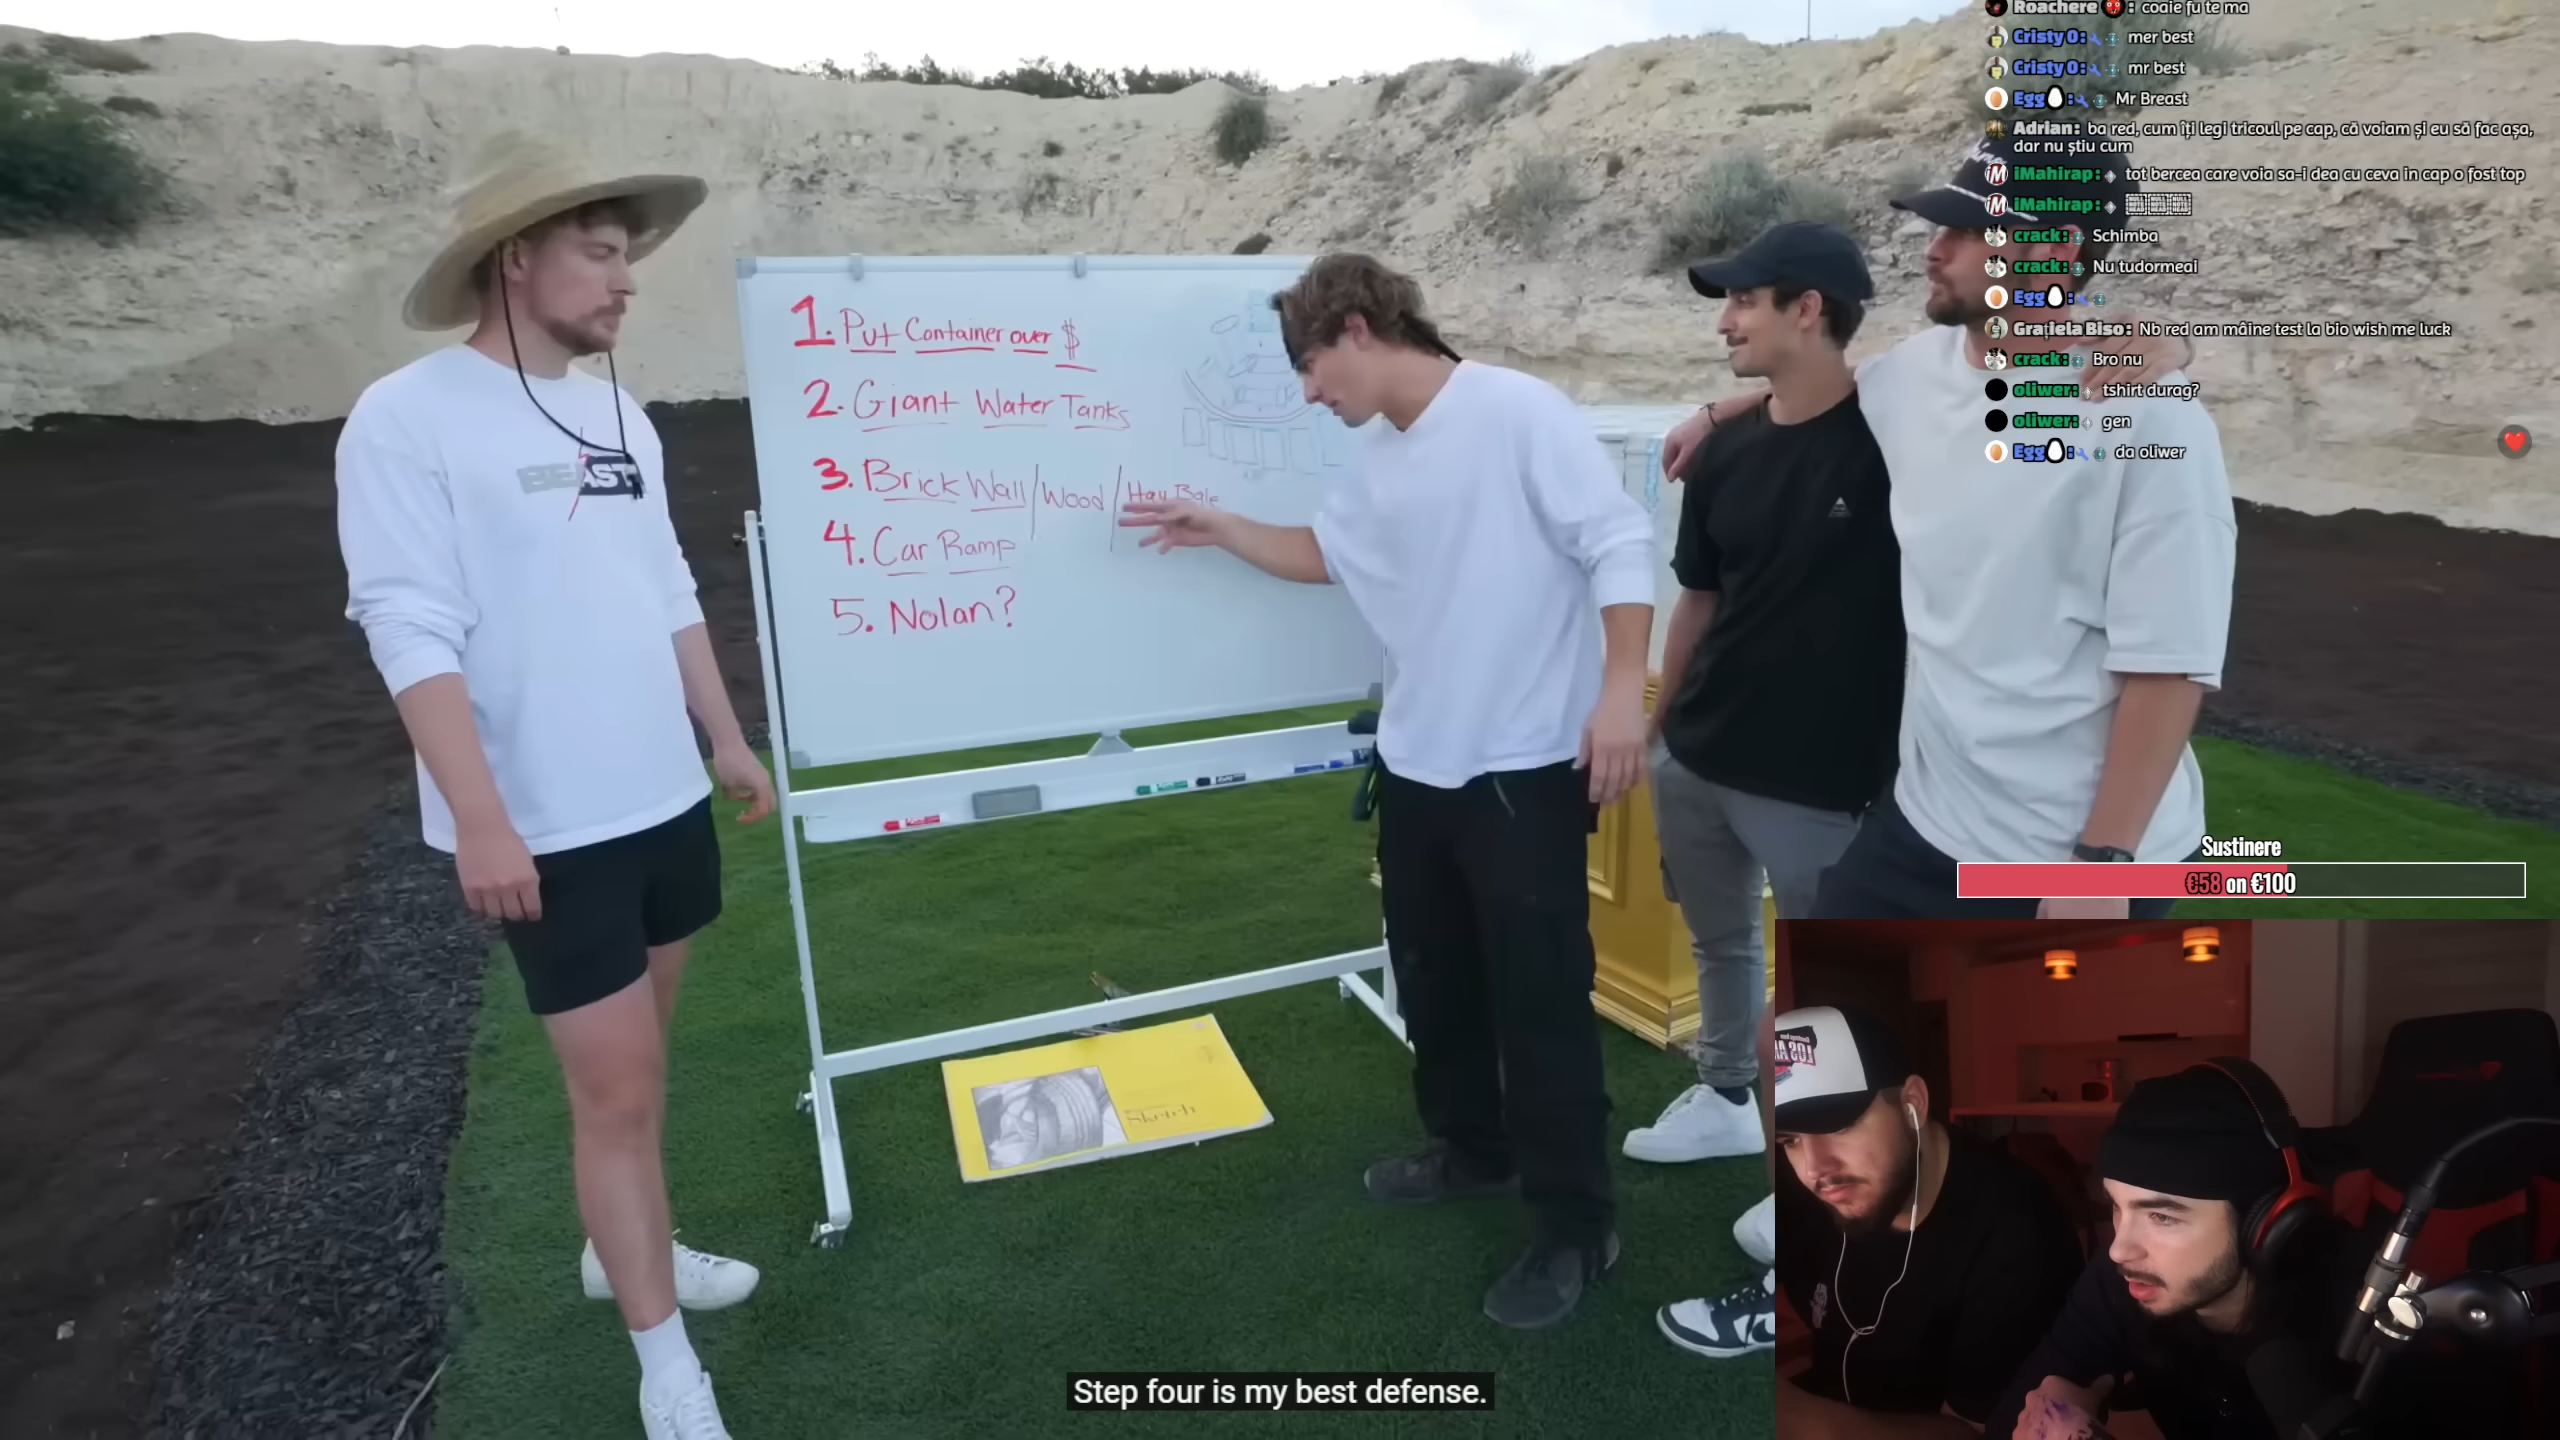 Roachere : coaie fu te ma
Cristy O: mer best
Cristy O: mr best
Egg : Mr Breast
Adrian: ba red, cum îți legi tricoul pe cap, că voiam și eu să fac așa,
dar nu știu cum
iMahirap: tot bercea care voia sa-i dea cu ceva in cap o fost top
iMahirap:
crack: Schimba
crack: Nu tudormeai
Egg :
Grațiela Biso: Nb red am mâine test la bio wish me luck
crack: Bro nu
oliwer: tshirt durag?
oliwer: gen
Egg : da oliwer
1. Put Container over $
2. Giant Water Tanks
3. Brick Wall/Wood/Hay Bale
4. Car Ramp
5. Nolan?
BEAST
Sustinere
€58 on €100
Sketch
LOS AN
Step four is my best defense.